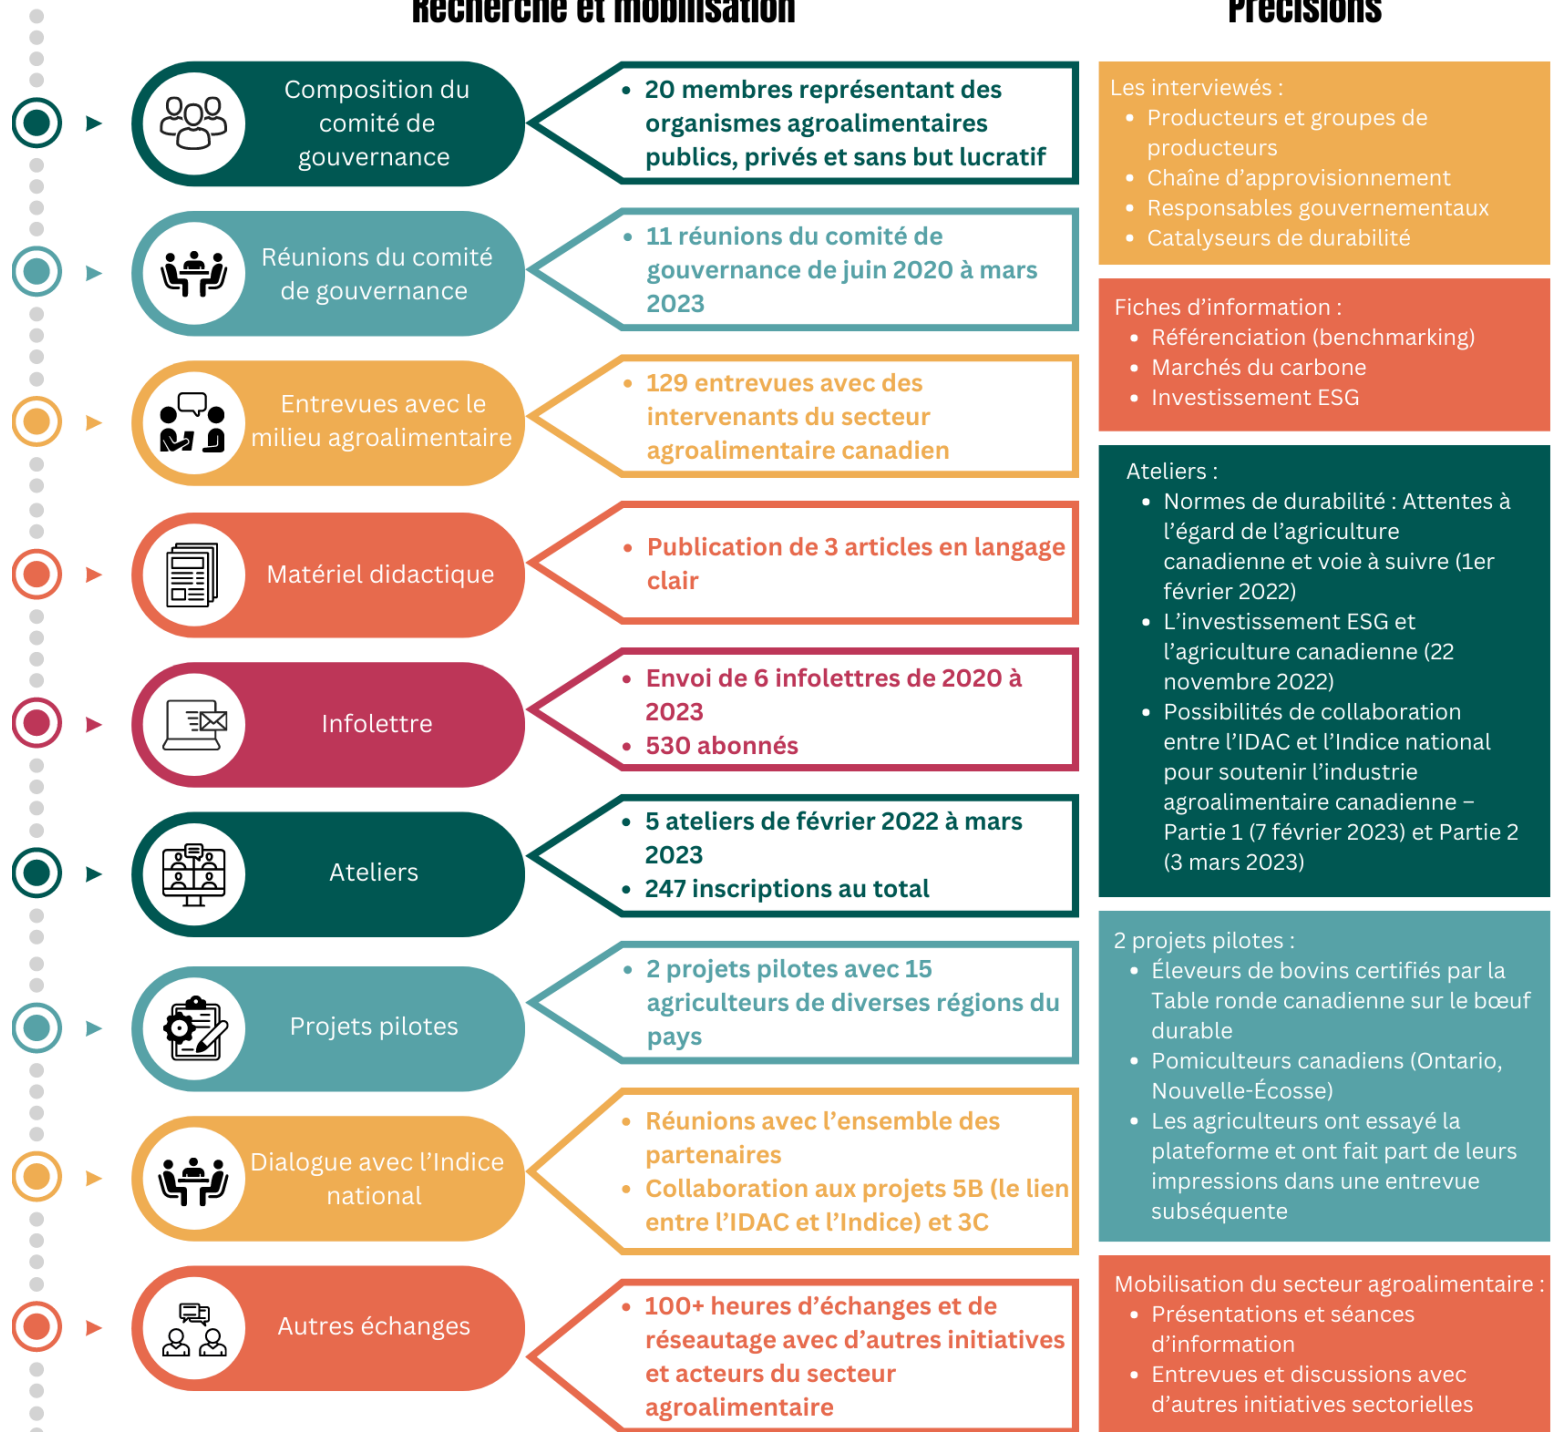 Recherche et mobilisation
Précisions
Composition du
comité de
gouvernance
• 20 membres représentant des
organismes agroalimentaires
publics, privés et sans but lucratif
Réunions du comité
de gouvernance
• 11 réunions du comité de
gouvernance de juin 2020 à mars
2023
Entrevues avec le
milieu agroalimentaire
• 129 entrevues avec des
intervenants du secteur
agroalimentaire canadien
Matériel didactique
• Publication de 3 articles en langage
clair
Infolettre
• Envoi de 6 infolettres de 2020 à
2023
• 530 abonnés
Ateliers
• 5 ateliers de février 2022 à mars
2023
• 247 inscriptions au total
Projets pilotes
• 2 projets pilotes avec 15
agriculteurs de diverses régions du
pays
Dialogue avec l’Indice
national
• Réunions avec l’ensemble des
partenaires
• Collaboration aux projets 5B (le lien
entre l’IDAC et l’Indice) et 3C
Autres échanges
• 100+ heures d’échanges et de
réseautage avec d’autres initiatives
et acteurs du secteur
agroalimentaire
Les interviewés :
• Producteurs et groupes de
producteurs
• Chaîne d’approvisionnement
• Responsables gouvernementaux
• Catalyseurs de durabilité
Fiches d’information :
• Référenciation (benchmarking)
• Marchés du carbone
• Investissement ESG
Ateliers :
• Normes de durabilité : Attentes à
l’égard de l’agriculture
canadienne et voie à suivre (1er
février 2022)
• L’investissement ESG et
l’agriculture canadienne (22
novembre 2022)
• Possibilités de collaboration
entre l’IDAC et l’Indice national
pour soutenir l’industrie
agroalimentaire canadienne –
Partie 1 (7 février 2023) et Partie 2
(3 mars 2023)
2 projets pilotes :
• Éleveurs de bovins certifiés par la
Table ronde canadienne sur le bœuf
durable
• Pomiculteurs canadiens (Ontario,
Nouvelle-Écosse)
• Les agriculteurs ont essayé la
plateforme et ont fait part de leurs
impressions dans une entrevue
subséquente
Mobilisation du secteur agroalimentaire :
• Présentations et séances
d’information
• Entrevues et discussions avec
d’autres initiatives sectorielles